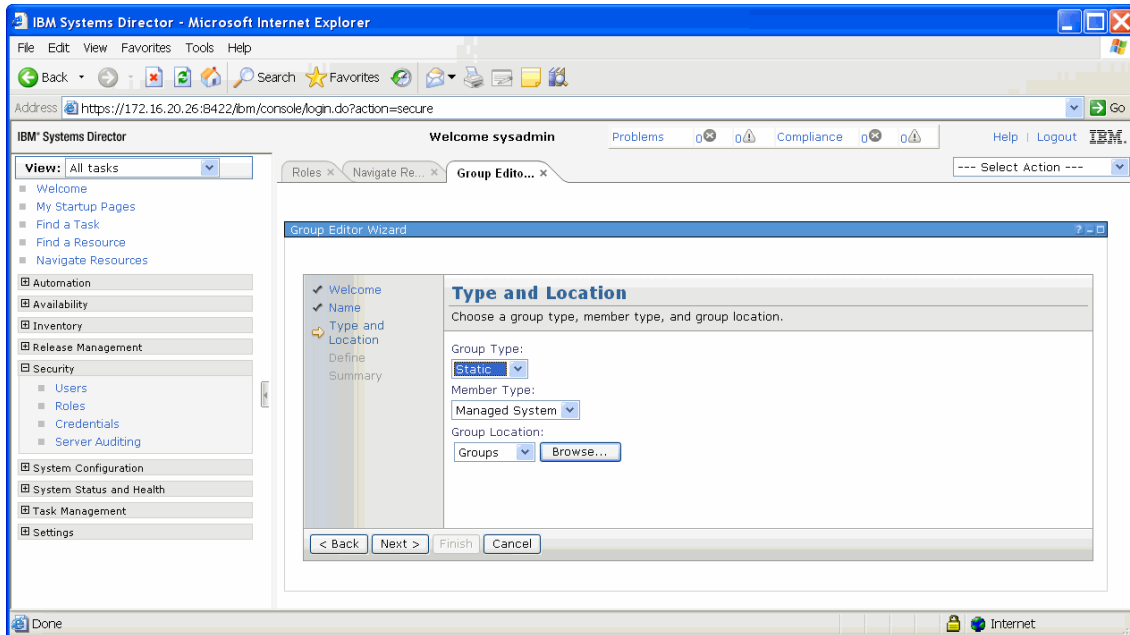 IBM Systems Director - Microsoft Internet Explorer
File Edit View Favorites Tools Help
Back Search Favorites
Address https://172.16.20.26:8422/ibm/console/login.do?action=secure Go
IBM® Systems Director Welcome sysadmin Problems 0 0 Compliance 0 0 Help | Logout IBM.
View: All tasks
Roles × Navigate Re... × Group Edito... × --- Select Action ---
Welcome
My Startup Pages
Find a Task
Find a Resource
Navigate Resources
Automation
Availability
Inventory
Release Management
Security
Users
Roles
Credentials
Server Auditing
System Configuration
System Status and Health
Task Management
Settings
Group Editor Wizard ?
Welcome
Name
Type and
Location
Define
Summary
Type and Location
Choose a group type, member type, and group location.
Group Type:
Static
Member Type:
Managed System
Group Location:
Groups Browse...
< Back Next > Finish Cancel
Done Internet